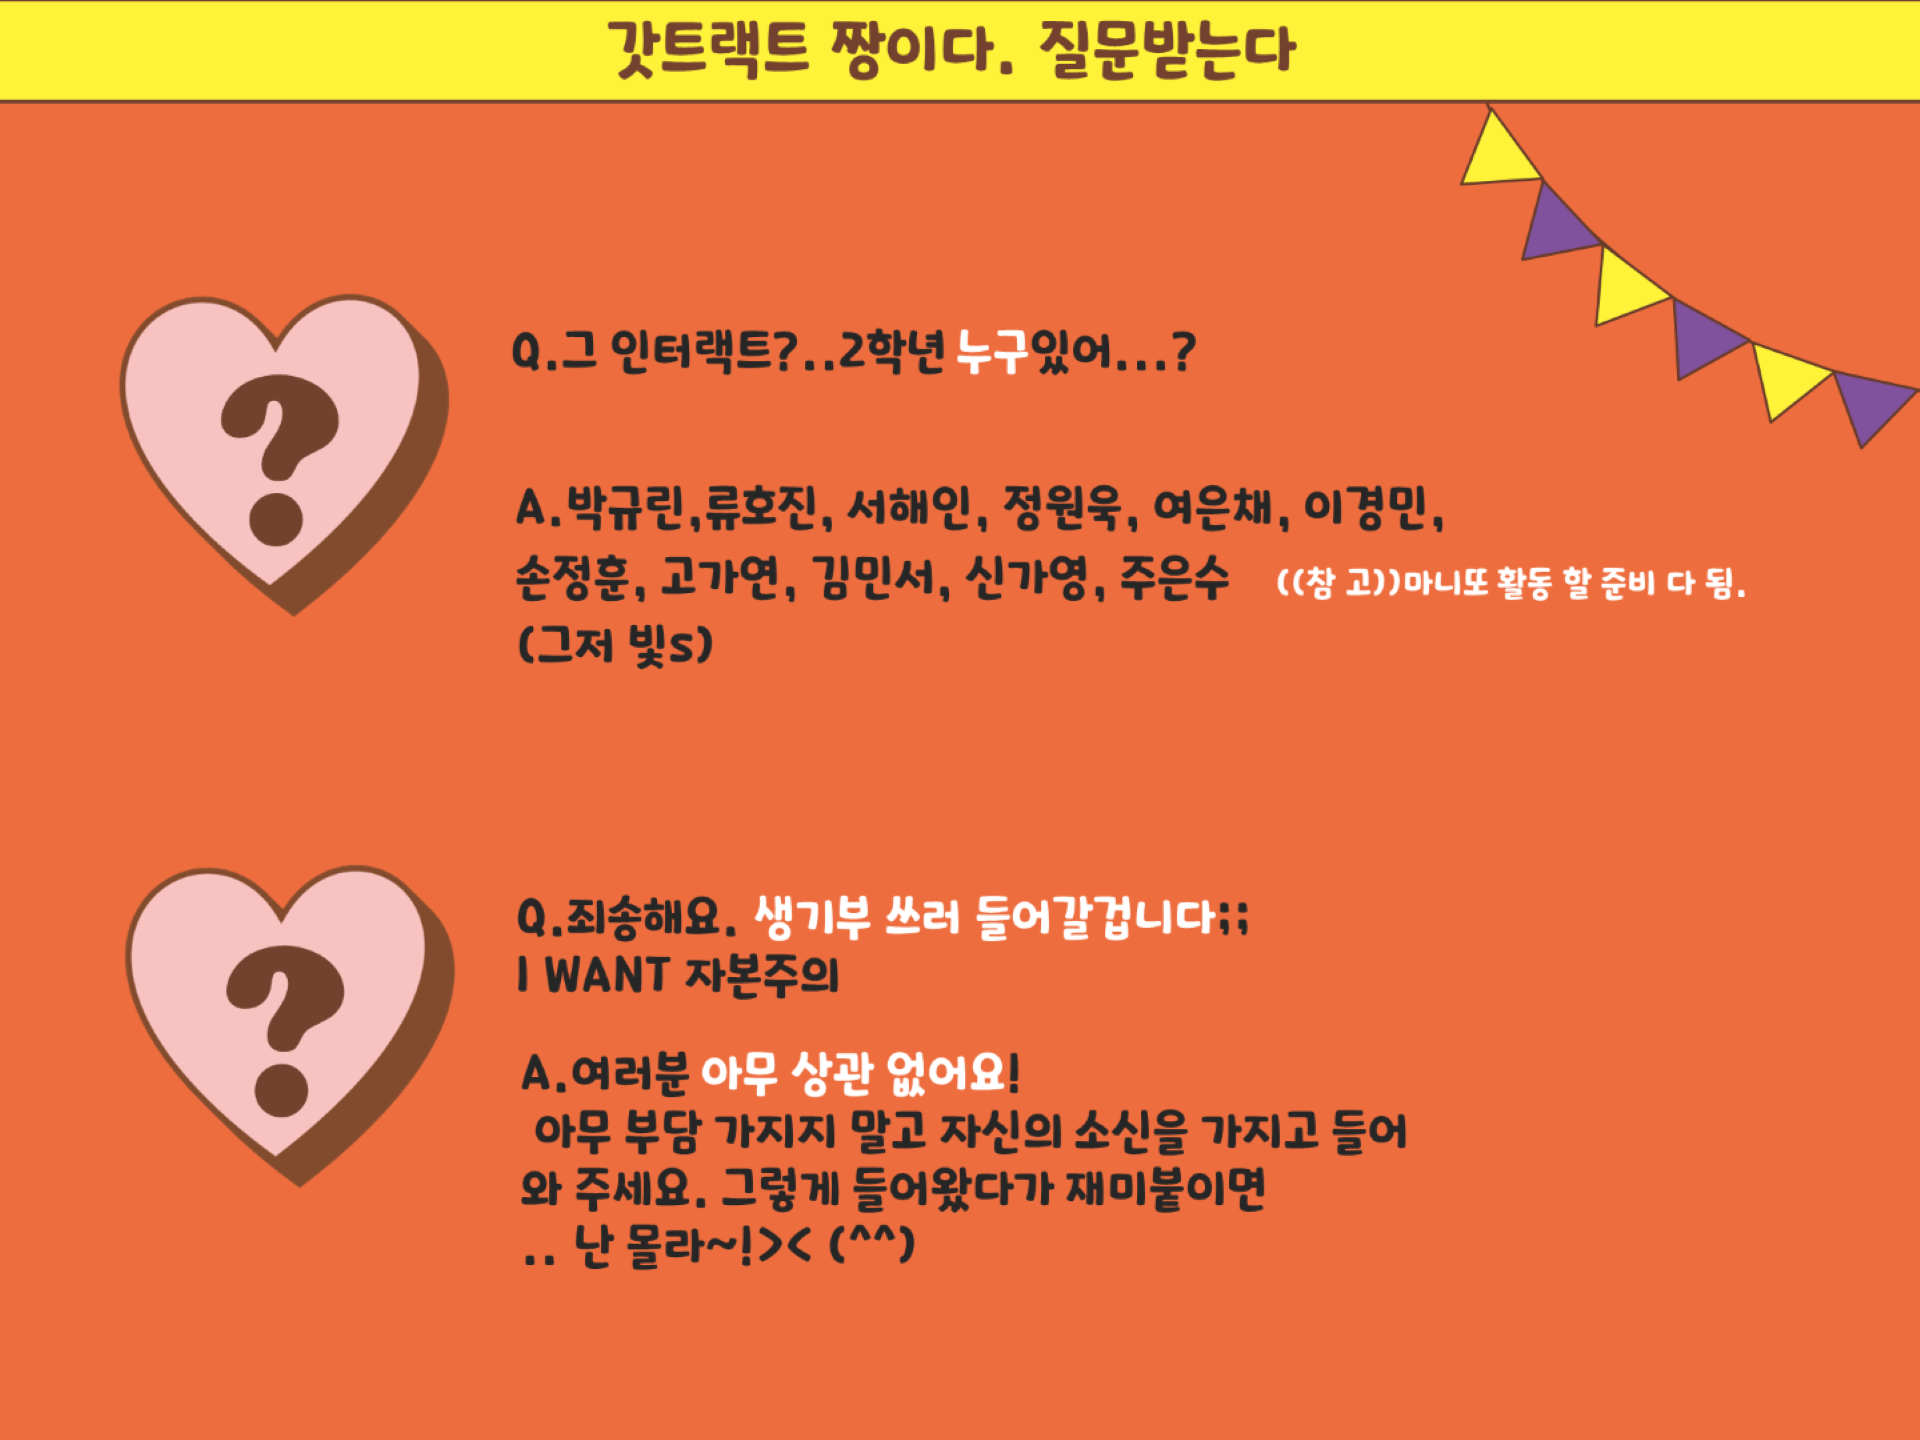 갓트랙트 짱이다. 질문받는다
?
Q.그 인터랙트?..2학년 누구있어...?
A.박규린,류호진, 서해인, 정원욱, 여은채, 이경민,
손정훈, 고가연, 김민서, 신가영, 주은수 ((참 고))마니또 활동 할 준비 다 됨.
(그저 빛s)
?
Q.죄송해요. 생기부 쓰러 들어갈겁니다;;
I WANT 자본주의
A.여러분 아무 상관 없어요!
아무 부담 가지지 말고 자신의 소신을 가지고 들어
와 주세요. 그렇게 들어왔다가 재미붙이면
.. 난 몰라~!>< (^^)